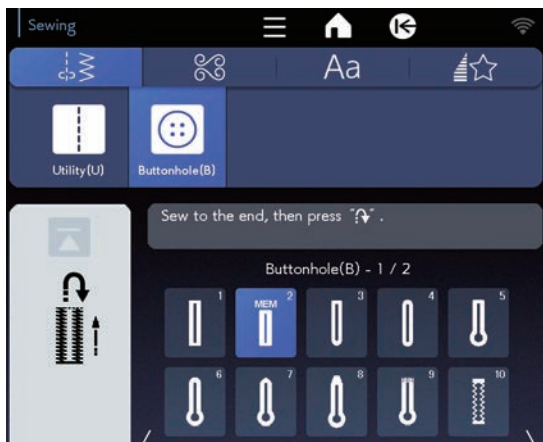 Sewing
Aa
Utility(U)
Buttonhole(B)
Sew to the end, then press " ".
Buttonhole(B) - 1 / 2
1
MEM 2
3
4
5
6
7
8
9
10